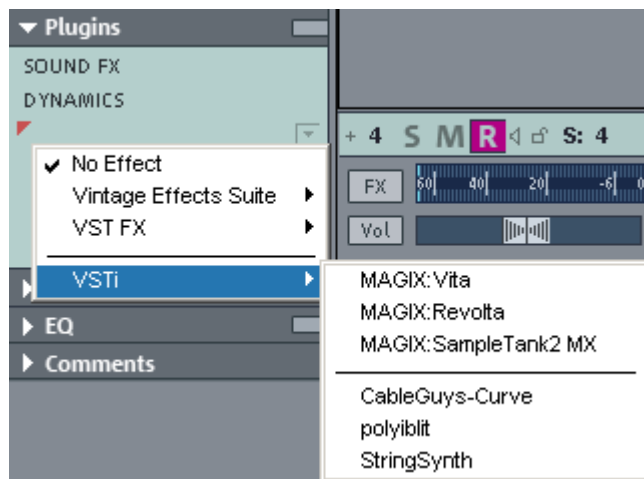 Plugins
SOUND FX
DYNAMICS
+ 4 S M R S: 4
No Effect
Vintage Effects Suite
VST FX
VSTi
FX
60 40 20 -6 0
Vol
MAGIX:Vita
MAGIX:Revolta
MAGIX:SampleTank2 MX
CableGuys-Curve
polyiblit
StringSynth
EQ
Comments